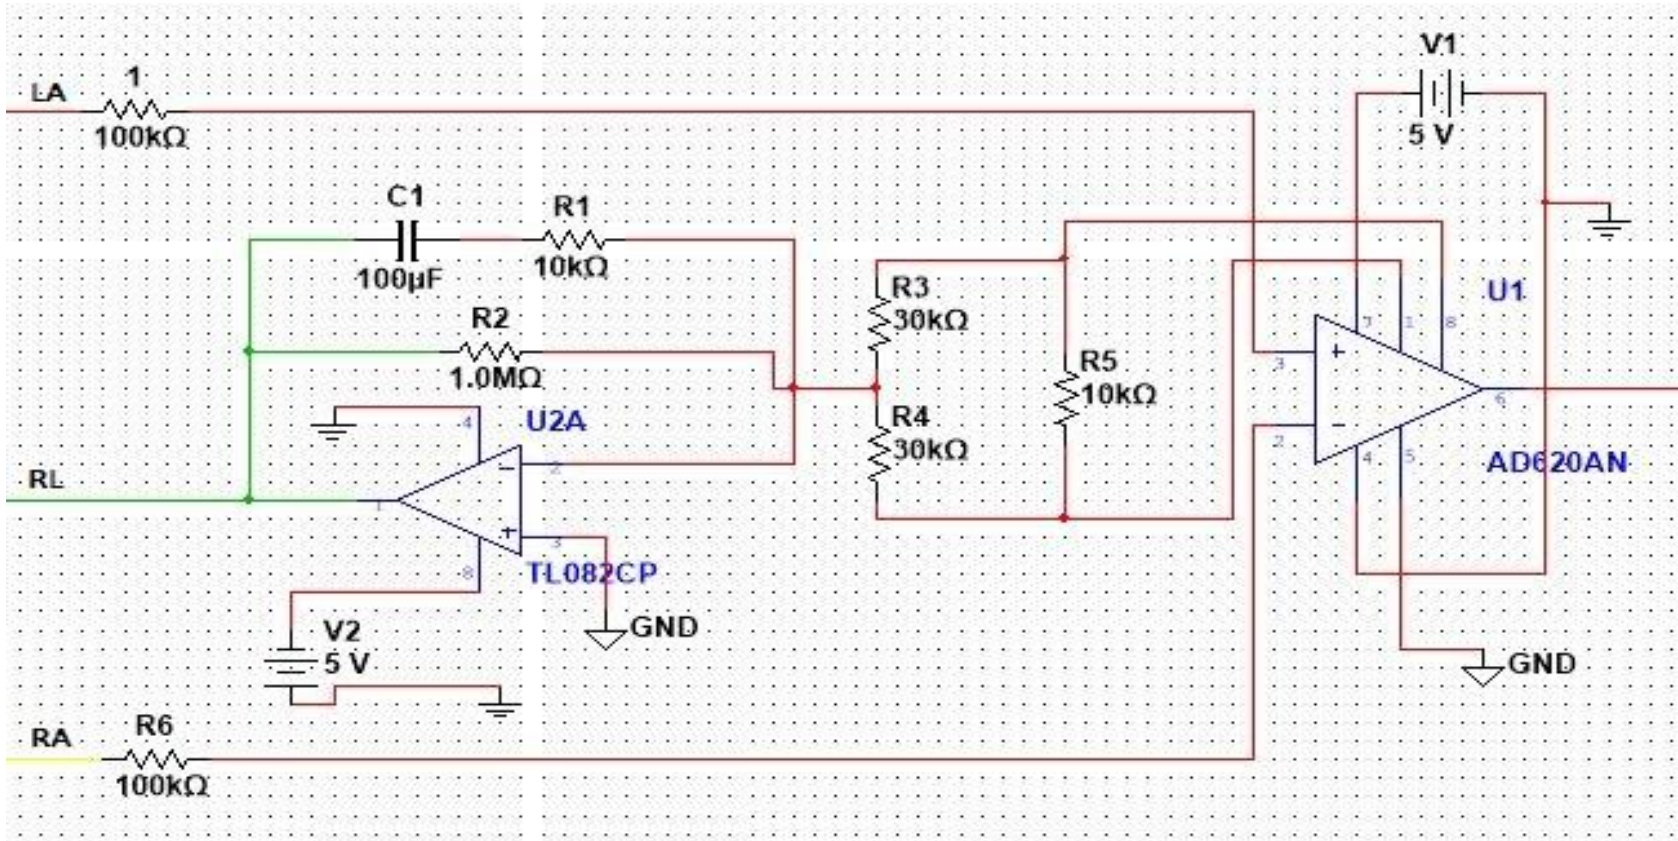 V1
5 V
LA
1
100kΩ
C1
100µF
R1
10kΩ
R2
1.0MΩ
R3
30kΩ
R4
30kΩ
R5
10kΩ
U1
7
1
8
3
+
2
-
6
4
5
AD620AN
GND
U2A
4
-
2
RL
1
+
3
8
TL082CP
GND
V2
5 V
RA
R6
100kΩ